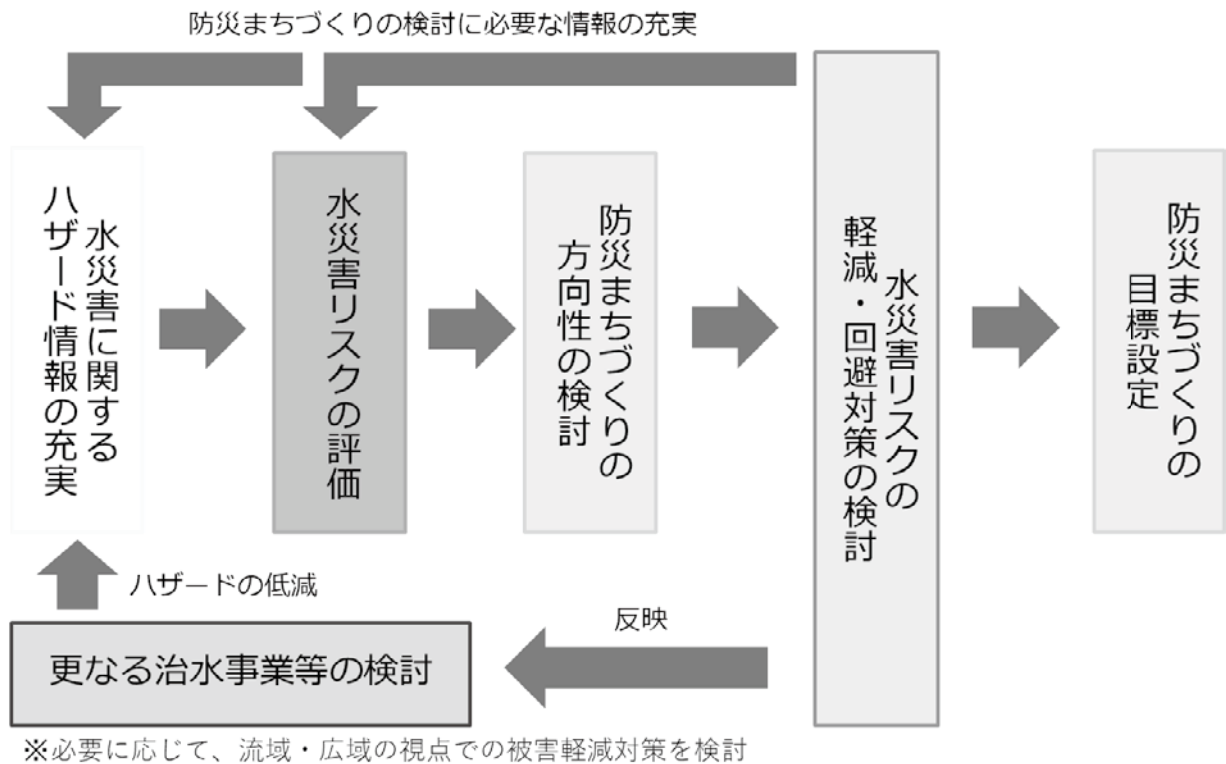 防災まちづくりの検討に必要な情報の充実
水災害に関する
ハザード情報の充実
水災害リスクの評価
防災まちづくりの
方向性の検討
水災害リスクの
軽減・回避対策の検討
防災まちづくりの
目標設定
ハザードの低減
反映
更なる治水事業等の検討
※必要に応じて、流域・広域の視点での被害軽減対策を検討